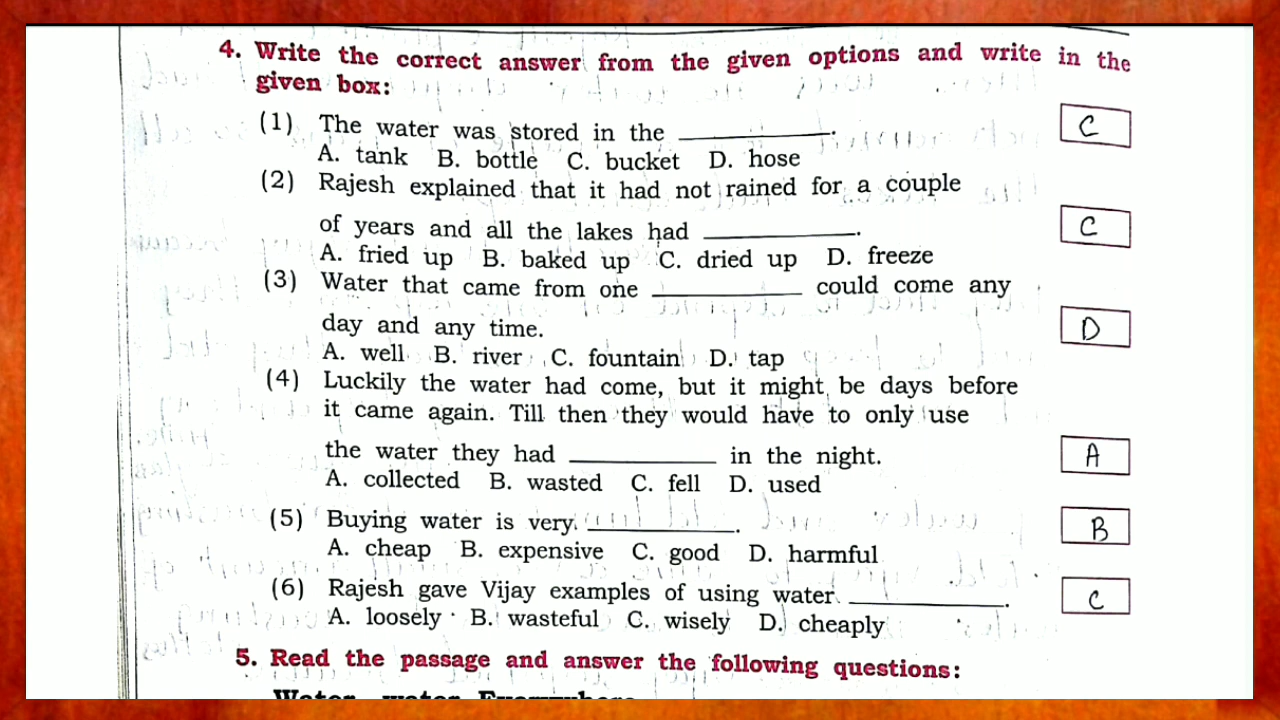 4. Write the correct answer from the given options and write in the
given box:
(1) The water was stored in the ____________. C
A. tank B. bottle C. bucket D. hose
(2) Rajesh explained that it had not rained for a couple
of years and all the lakes had ____________. C
A. fried up B. baked up C. dried up D. freeze
(3) Water that came from one ____________ could come any
day and any time. D
A. well B. river C. fountain D. tap
(4) Luckily the water had come, but it might be days before
it came again. Till then they would have to only use
the water they had ____________ in the night. A
A. collected B. wasted C. fell D. used
(5) Buying water is very ____________. B
A. cheap B. expensive C. good D. harmful
(6) Rajesh gave Vijay examples of using water ____________. C
A. loosely B. wasteful C. wisely D. cheaply
5. Read the passage and answer the following questions:
Water, water Everywhere